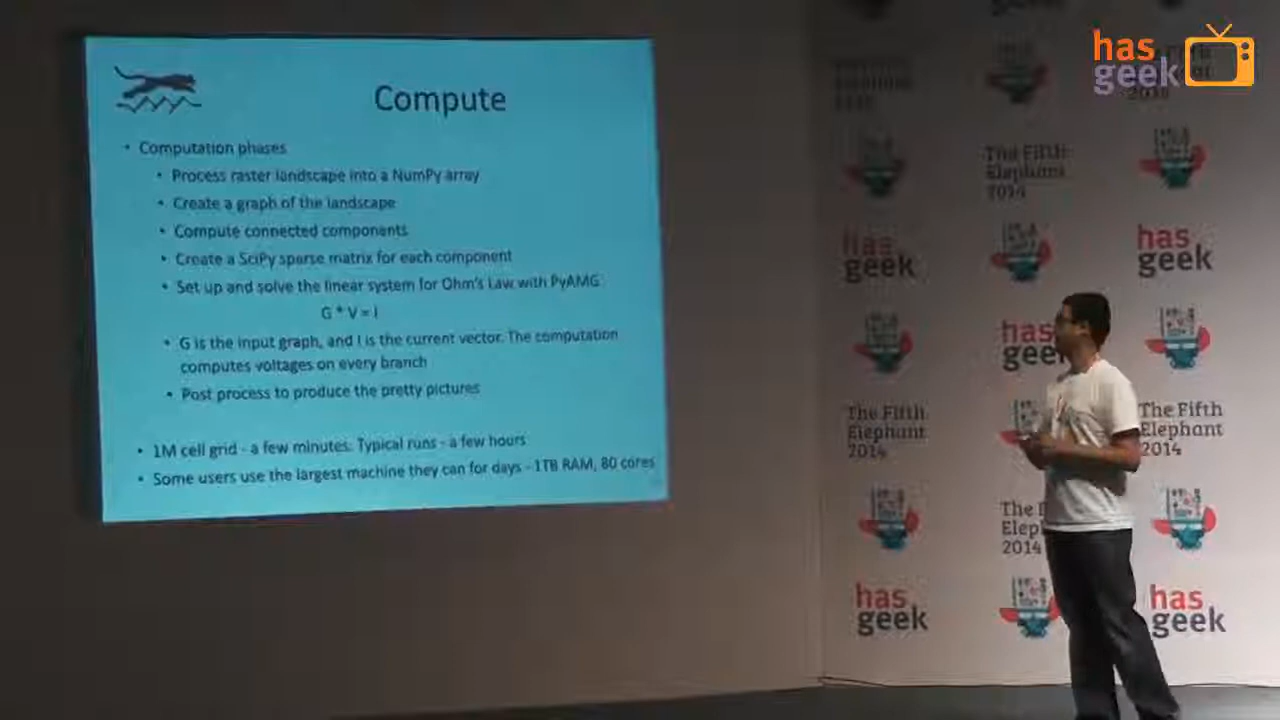 Compute
• Computation phases
• Process raster landscape into a NumPy array
• Create a graph of the landscape
• Compute connected components
• Create a SciPy sparse matrix for each component
• Set up and solve the linear system for Ohm's Law with PyAMG
G * V = I
• G is the input graph, and I is the current vector. The computation
computes voltages on every branch
• Post process to produce the pretty pictures
• 1M cell grid - a few minutes. Typical runs - a few hours
• Some users use the largest machine they can for days - 1TB RAM, 80 cores
has
geek
The Fifth
Elephant
2014
has
geek
has
geek
has
geek
The Fifth
Elephant
2014
The Fifth
Elephant
2014
The
Elep
2014
has
geek
has
geek